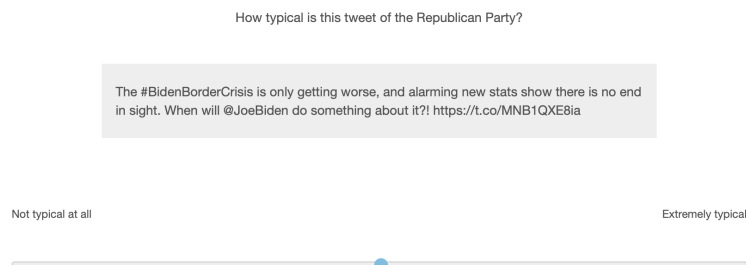 How typical is this tweet of the Republican Party?
The #BidenBorderCrisis is only getting worse, and alarming new stats show there is no end
in sight. When will @JoeBiden do something about it?! https://t.co/MNB1QXE8ia
Not typical at all
Extremely typical